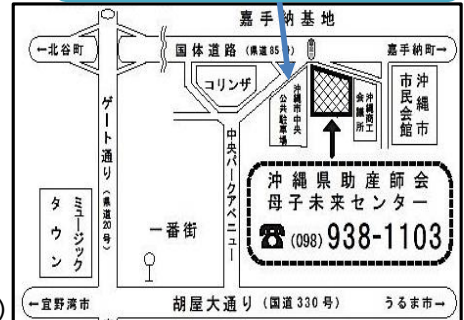 嘉手納基地
←北谷町
国体道路 (県道85号)
嘉手納町→
コリンザ
沖縄市中央
公共駐車場
沖縄商工
会議所
沖縄市
市民会館
ゲート通り (県道20号)
中央パークアベニュー
ミュージック
タウン
一番街
沖縄県助産師会
母子未来センター
☎(098)938-1103
←宜野湾市
胡屋大通り (国道330号)
うるま市→
)